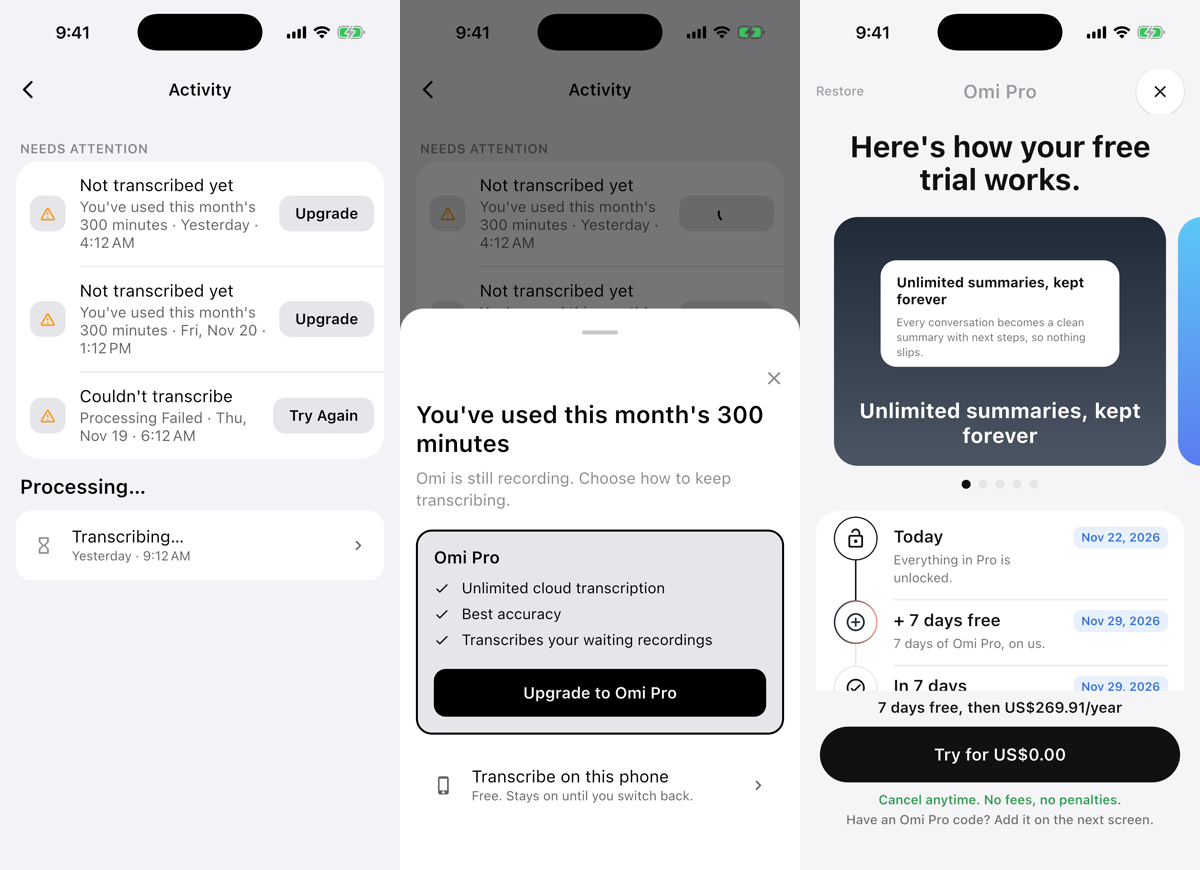 9:41
Activity
NEEDS ATTENTION
Not transcribed yet
You've used this month's
300 minutes · Yesterday ·
4:12 AM
Upgrade
Not transcribed yet
You've used this month's
300 minutes · Fri, Nov 20 ·
1:12 PM
Upgrade
Couldn't transcribe
Processing Failed · Thu,
Nov 19 · 6:12 AM
Try Again
Processing...
Transcribing...
Yesterday · 9:12 AM
9:41
Activity
NEEDS ATTENTION
Not transcribed yet
You've used this month's
300 minutes · Yesterday ·
4:12 AM
Not transcribed yet
You've used this month's 300
minutes
Omi is still recording. Choose how to keep
transcribing.
Omi Pro
Unlimited cloud transcription
Best accuracy
Transcribes your waiting recordings
Upgrade to Omi Pro
Transcribe on this phone
Free. Stays on until you switch back.
9:41
Restore
Omi Pro
Here's how your free
trial works.
Unlimited summaries, kept
forever
Every conversation becomes a clean
summary with next steps, so nothing
slips.
Unlimited summaries, kept
forever
Today
Nov 22, 2026
Everything in Pro is
unlocked.
+ 7 days free
Nov 29, 2026
7 days of Omi Pro, on us.
In 7 days
Nov 29, 2026
7 days free, then US$269.91/year
Try for US$0.00
Cancel anytime. No fees, no penalties.
Have an Omi Pro code? Add it on the next screen.